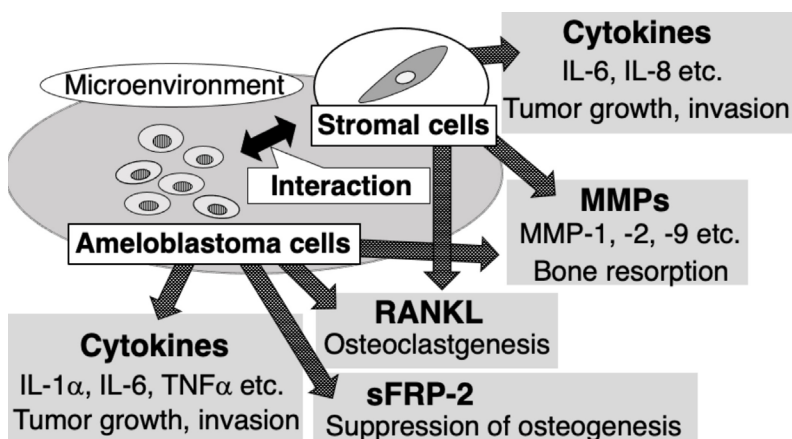 Cytokines
IL-6, IL-8 etc.
Tumor growth, invasion
Microenvironment
Stromal cells
Interaction
MMPs
MMP-1, -2, -9 etc.
Bone resorption
Ameloblastoma cells
RANKL
Osteoclastgenesis
Cytokines
IL-1α, IL-6, TNFα etc.
Tumor growth, invasion
sFRP-2
Suppression of osteogenesis